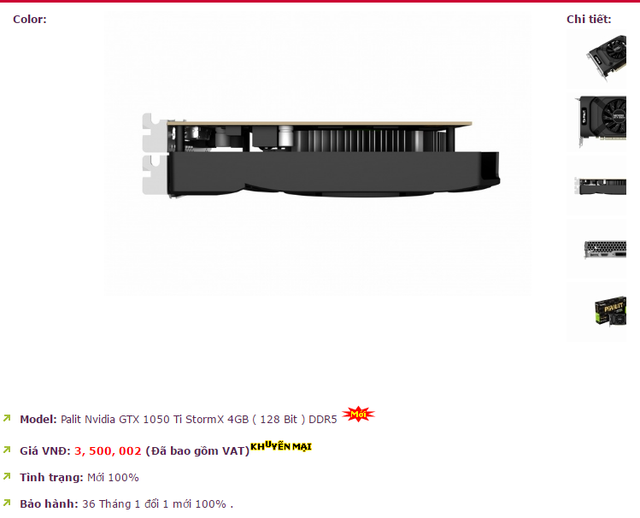 Color:
Chi tiết:
Model: Palit Nvidia GTX 1050 Ti StormX 4GB ( 128 Bit ) DDR5 Mới
Giá VNĐ: 3, 500, 002 (Đã bao gồm VAT) KHUYẾN MẠI
Tình trạng: Mới 100%
Bảo hành: 36 Tháng 1 đổi 1 mới 100% .